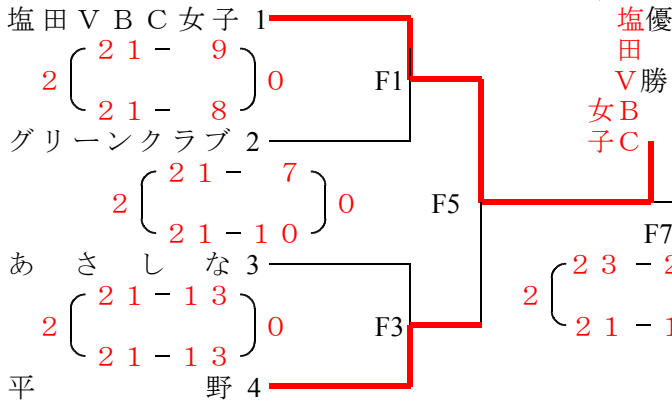 塩田VBC女子 1
塩田VBC女子
優勝
21 - 9
2 0 F1
21 - 8
グリーンクラブ 2
21 - 7
2 0 F5
21 - 10
F7
あさしな 3
23 -
21 - 13
2
2 0 F3
21 -
21 - 13
平野 4